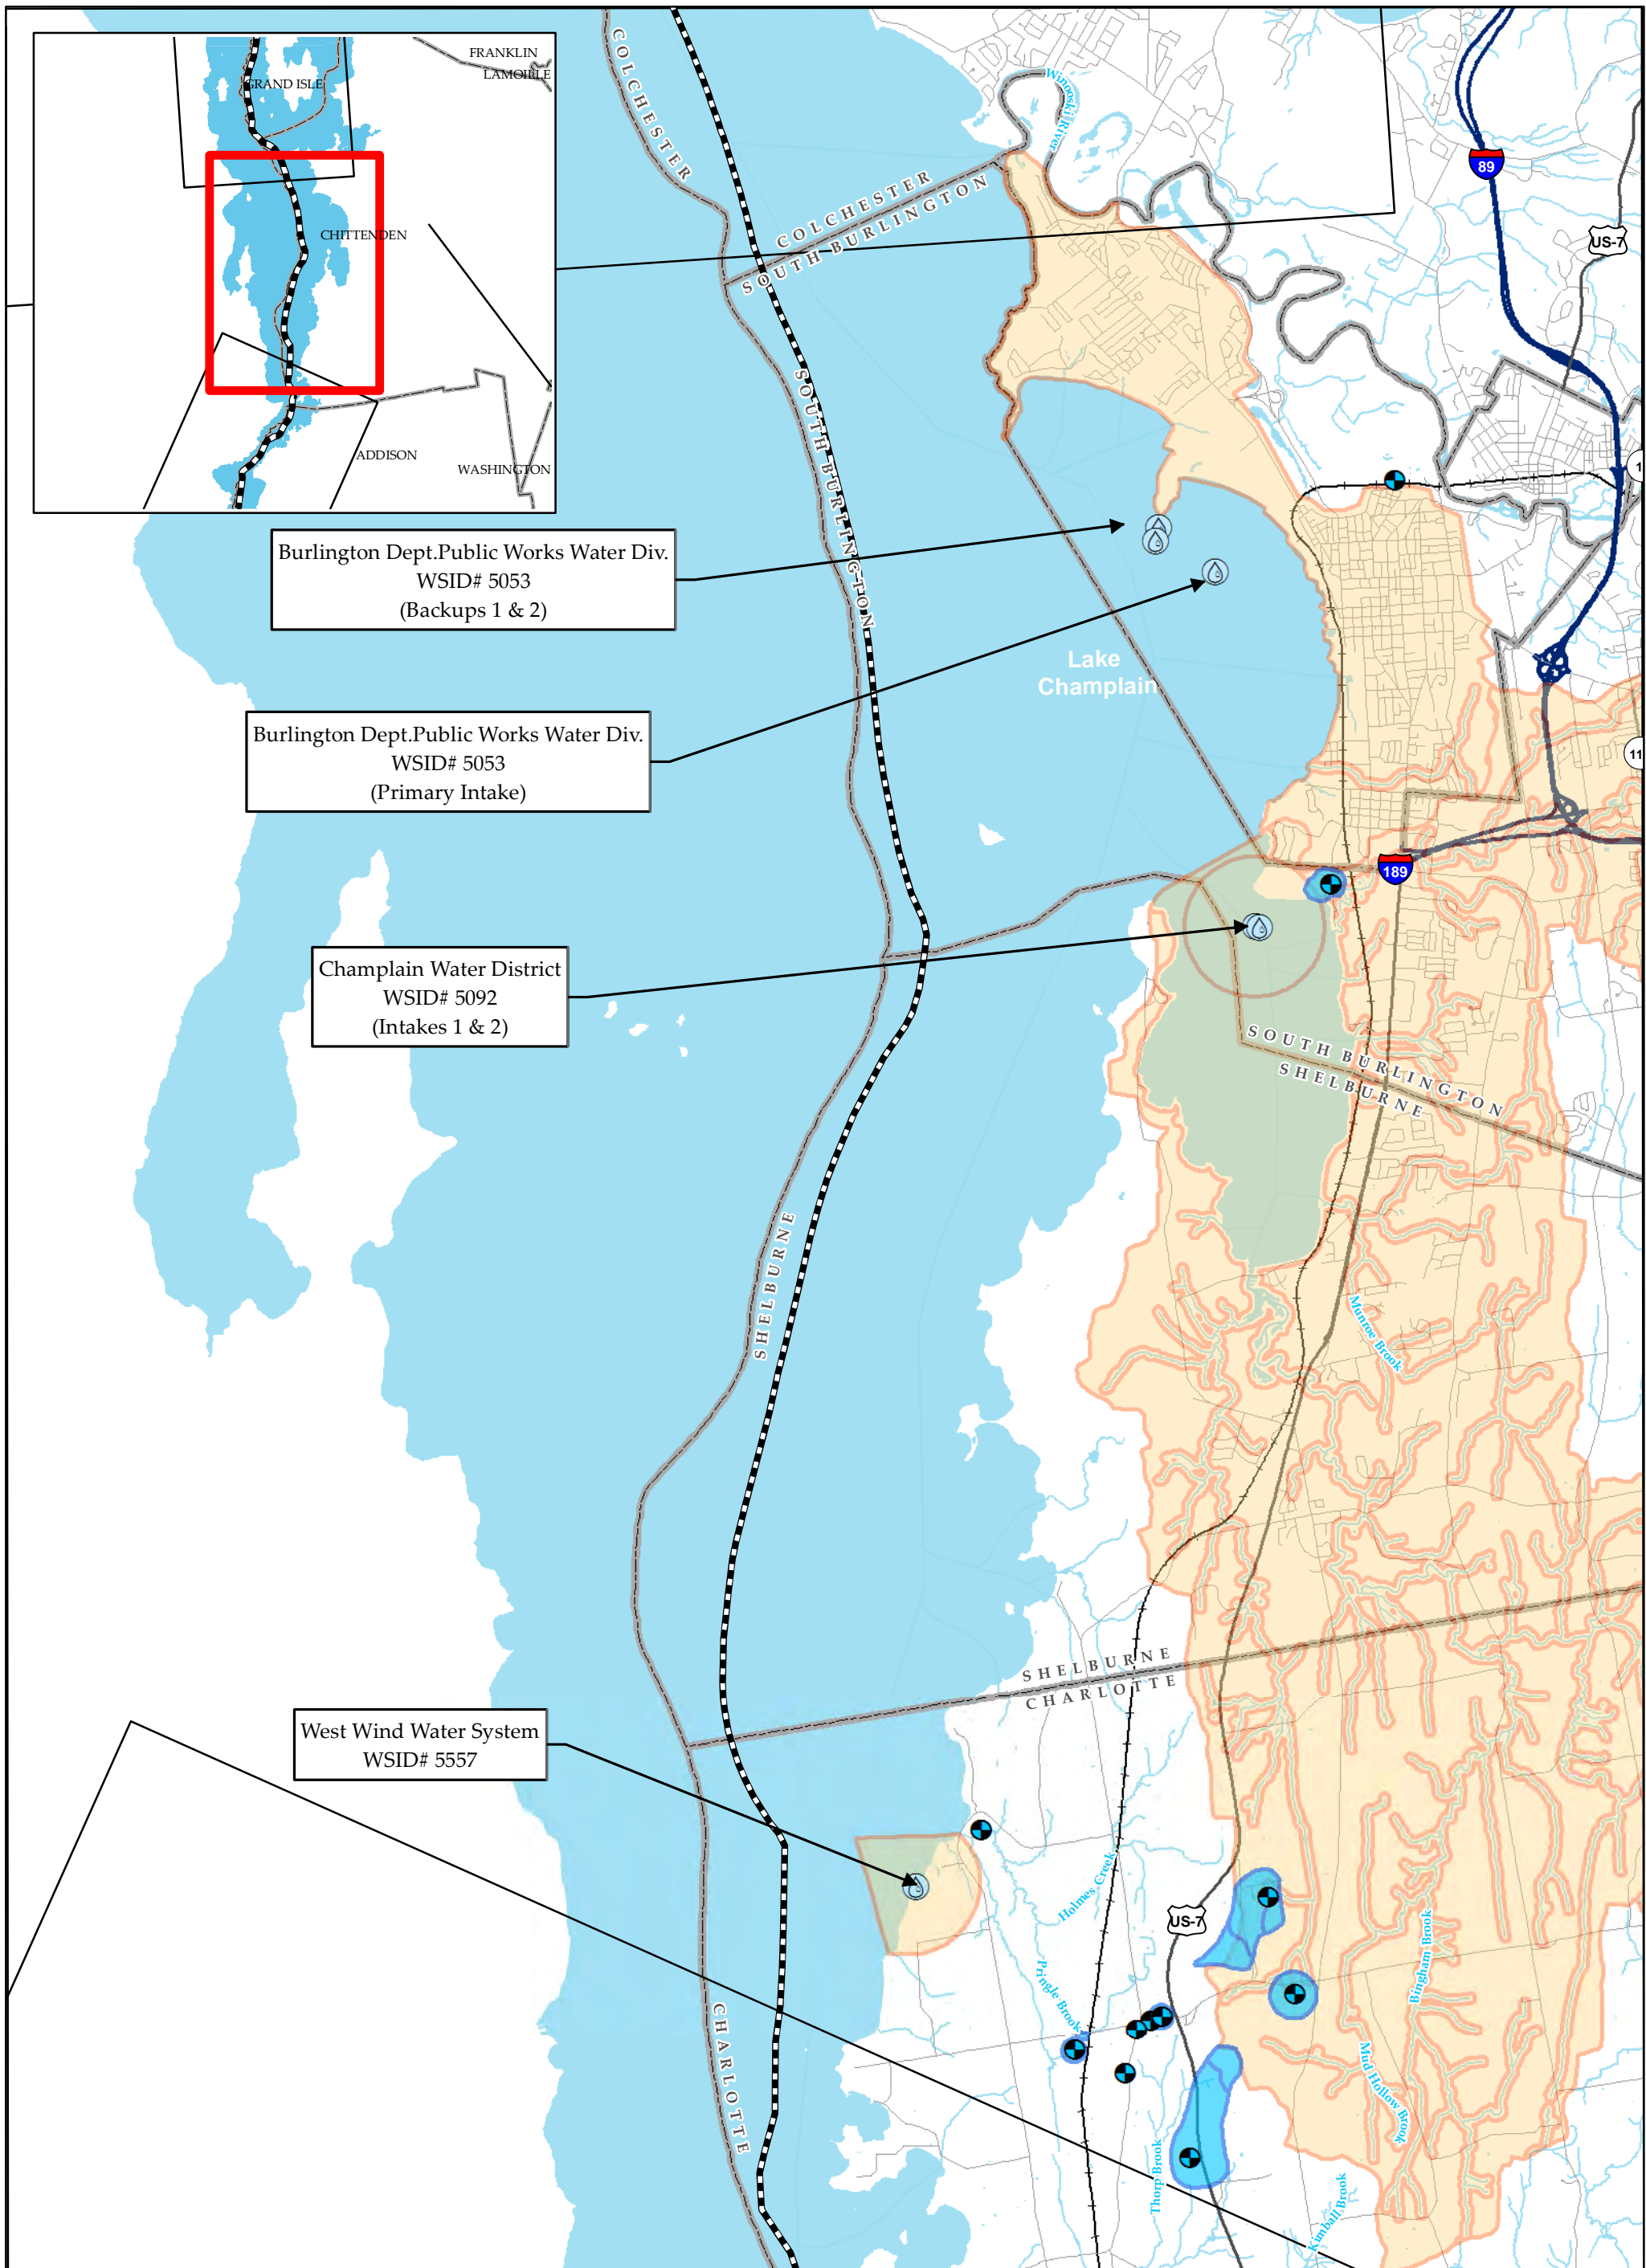 FRANKLIN
LAMOILLE
GRAND ISLE
CHITTENDEN
ADDISON
WASHINGTON
COLCHESTER
Winooski River
89
US-7
COLCHESTER
SOUTH BURLINGTON
SOUTH BURLINGTON
1
Burlington Dept.Public Works Water Div.
WSID# 5053
(Backups 1 & 2)
Lake
Champlain
Burlington Dept.Public Works Water Div.
WSID# 5053
(Primary Intake)
11
189
Champlain Water District
WSID# 5092
(Intakes 1 & 2)
SOUTH BURLINGTON
SHELBURNE
SHELBURNE
Munroe Brook
SHELBURNE
CHARLOTTE
West Wind Water System
WSID# 5557
Holmes Creek
US-7
Bingham Brook
Pringle Brook
CHARLOTTE
Mud Hollow Brook
Thorp Brook
Kimball Brook